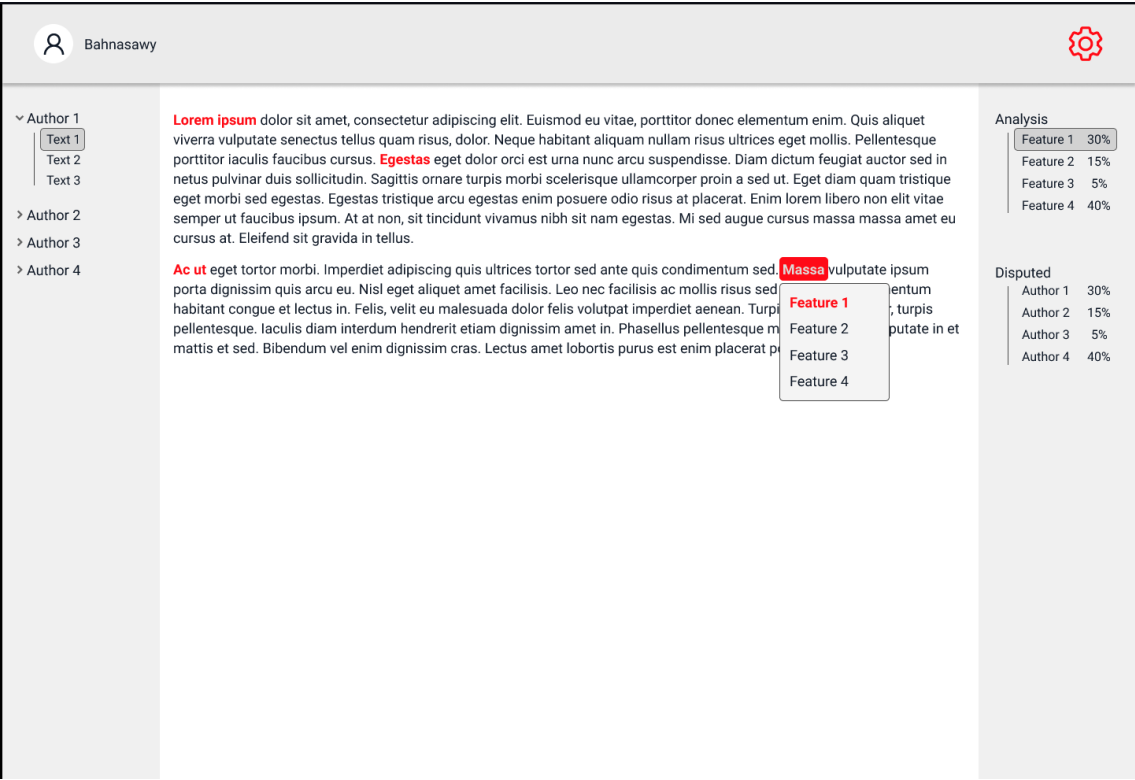 Bahnasawy
Author 1
Text 1
Text 2
Text 3
Author 2
Author 3
Author 4
Lorem ipsum dolor sit amet, consectetur adipiscing elit. Euismod eu vitae, porttitor donec elementum enim. Quis aliquet
viverra vulputate senectus tellus quam risus, dolor. Neque habitant aliquam nullam risus ultrices eget mollis. Pellentesque
porttitor iaculis faucibus cursus. Egestas eget dolor orci est urna nunc arcu suspendisse. Diam dictum feugiat auctor sed in
netus pulvinar duis sollicitudin. Sagittis ornare turpis morbi scelerisque ullamcorper proin a sed ut. Eget diam quam tristique
eget morbi sed egestas. Egestas tristique arcu egestas enim posuere odio risus at placerat. Enim lorem libero non elit vitae
semper ut faucibus ipsum. At at non, sit tincidunt vivamus nibh sit nam egestas. Mi sed augue cursus massa massa amet eu
cursus at. Eleifend sit gravida in tellus.
Ac ut eget tortor morbi. Imperdiet adipiscing quis ultrices tortor sed ante quis condimentum sed. Massa vulputate ipsum
porta dignissim quis arcu eu. Nisl eget aliquet amet facilisis. Leo nec facilisis ac mollis risus sed entum
habitant congue et lectus in. Felis, velit eu malesuada dolor felis volutpat imperdiet aenean. Turpi , turpis
pellentesque. Iaculis diam interdum hendrerit etiam dignissim amet in. Phasellus pellentesque m putate in et
mattis et sed. Bibendum vel enim dignissim cras. Lectus amet lobortis purus est enim placerat p
Feature 1
Feature 2
Feature 3
Feature 4
Analysis
Feature 1 30%
Feature 2 15%
Feature 3 5%
Feature 4 40%
Disputed
Author 1 30%
Author 2 15%
Author 3 5%
Author 4 40%